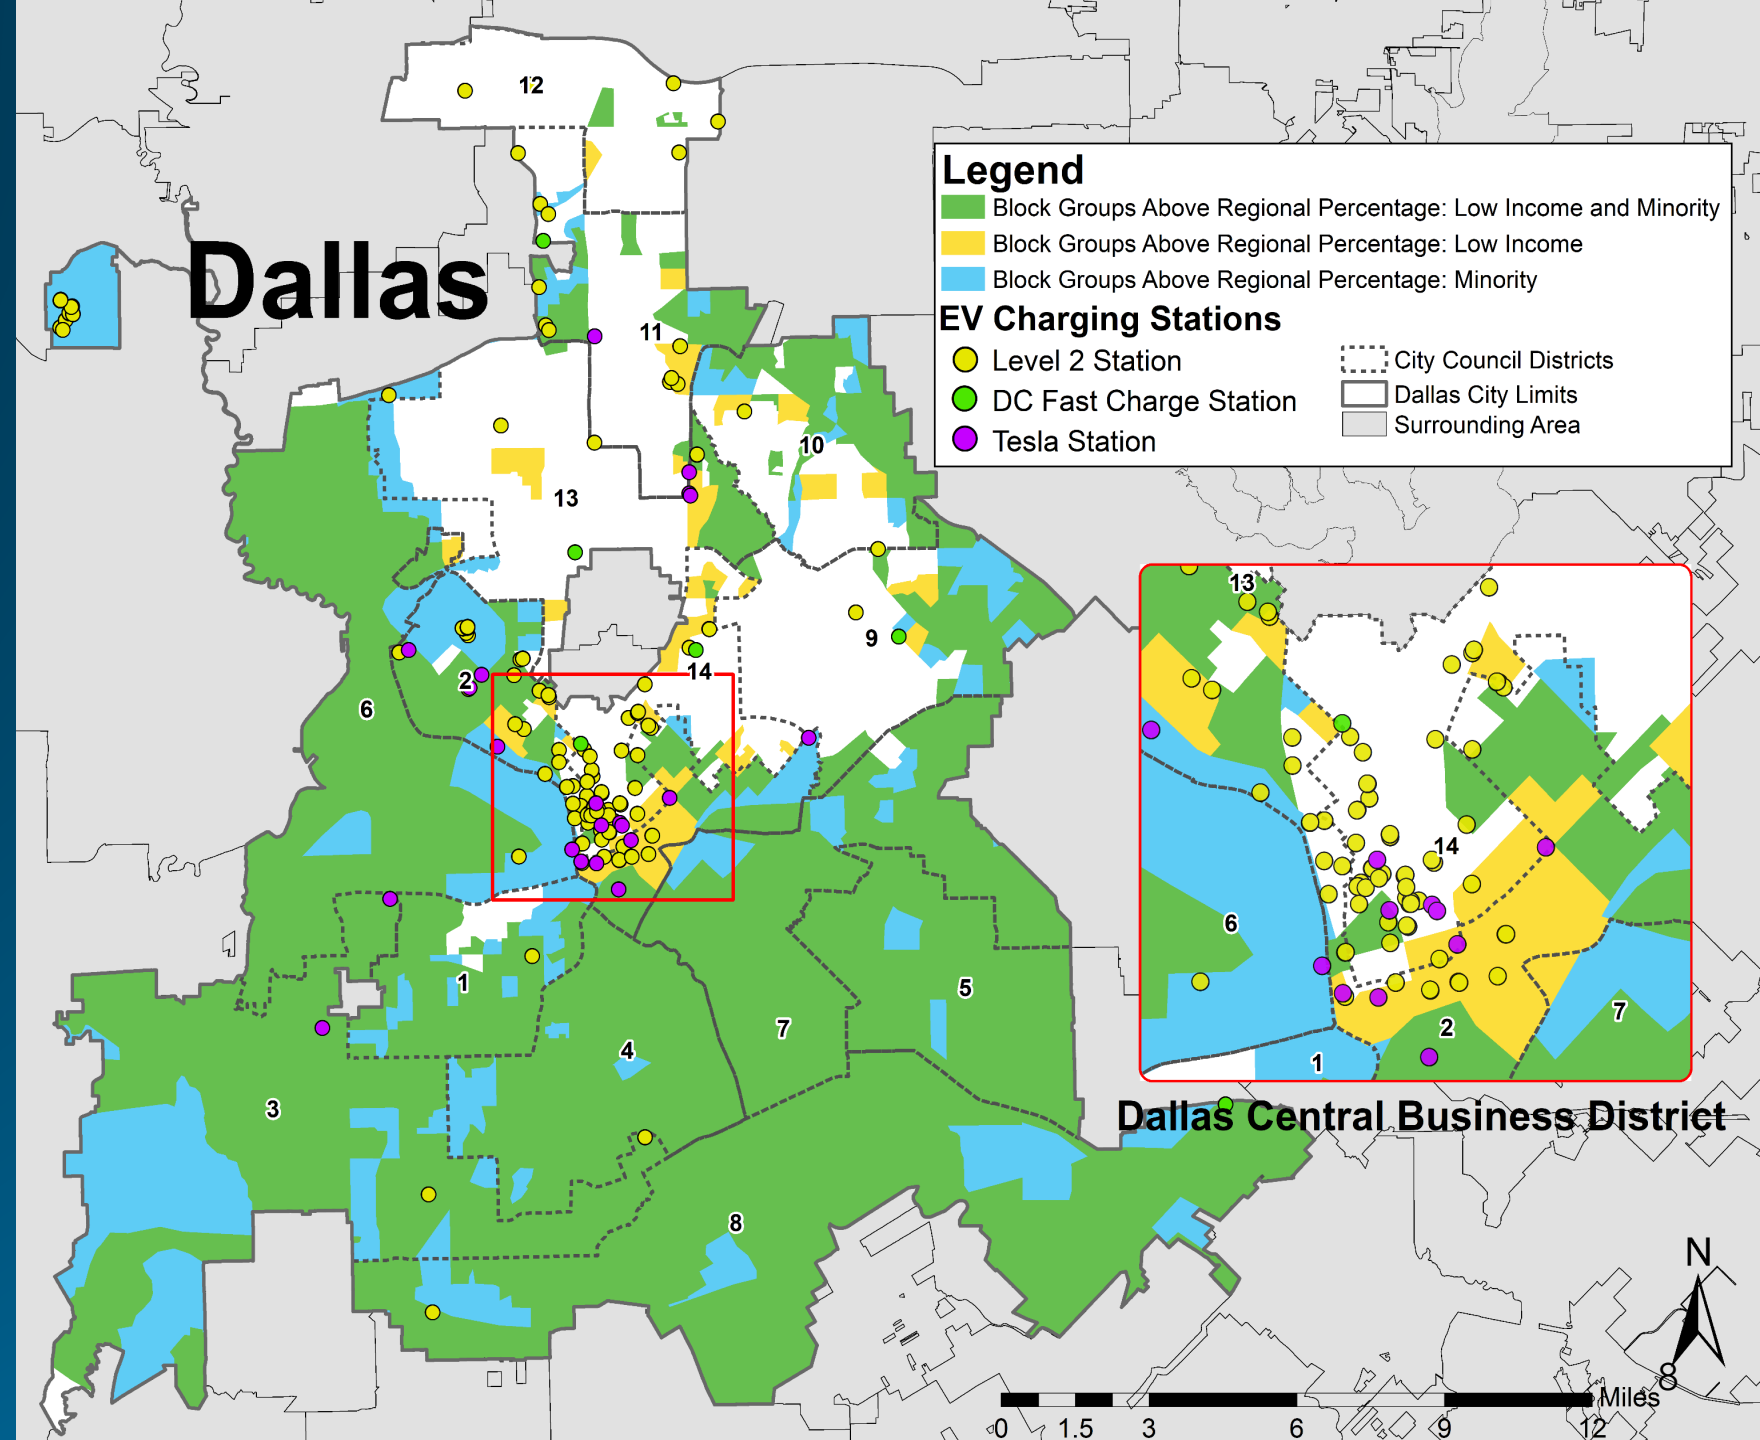 12
Legend
Block Groups Above Regional Percentage: Low Income and Minority
Block Groups Above Regional Percentage: Low Income
Block Groups Above Regional Percentage: Minority
Dallas
EV Charging Stations
11
Level 2 Station
City Council Districts
DC Fast Charge Station
Dallas City Limits
Tesla Station
Surrounding Area
10
13
13
9
14
2
6
14
6
1
5
7
7
2
4
1
3
Dallas Central Business District
8
N
8
Miles
0 1.5 3 6 9 12